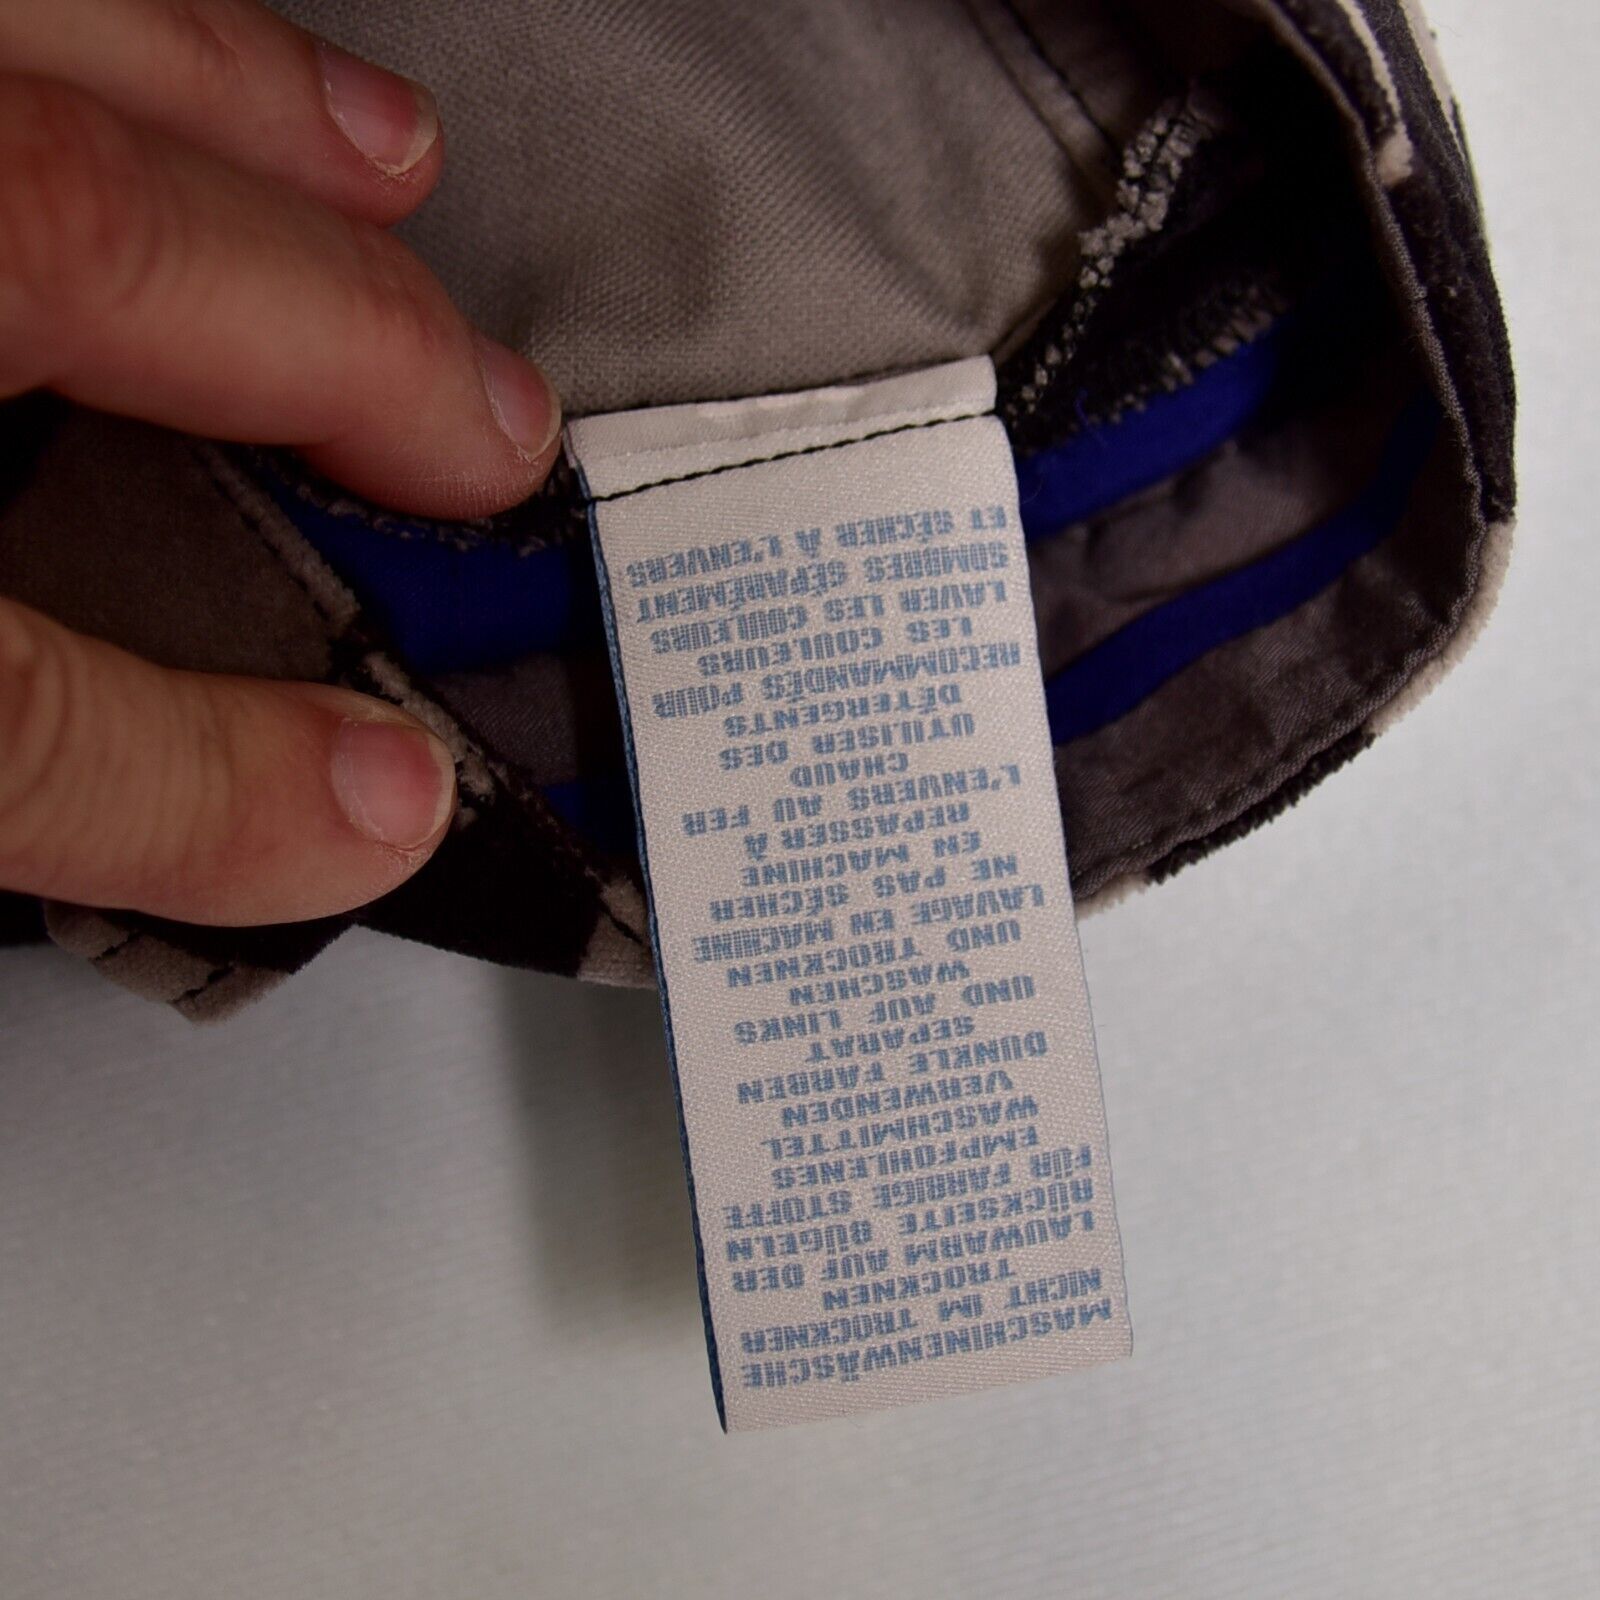 MASCHINENWÄSCHE
NICHT IM TROCKNER
TROCKNEN
LAUWARM AUF DER
RÜCKSEITE BÜGELN
FÜR FARBIGE STOFFE
EMPFOHLENES
WASCHMITTEL
VERWENDEN
DUNKLE FARBEN
SEPARAT
UND AUF LINKS
WASCHEN
UND TROCKNEN
LAVAGE EN MACHINE
NE PAS SÉCHER
EN MACHINE
REPASSER À
L'ENVERS AU FER
CHAUD
UTILISER DES
DÉTERGENTS
RECOMMANDÉS POUR
LES COULEURS
LAVER LES COULEURS
SOMBRES SÉPARÉMENT
ET SÉCHER À L'ENVERS